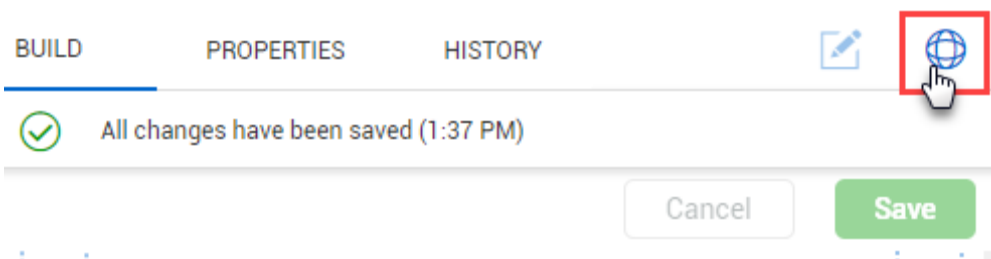 BUILD PROPERTIES HISTORY
All changes have been saved (1:37 PM)
Cancel Save